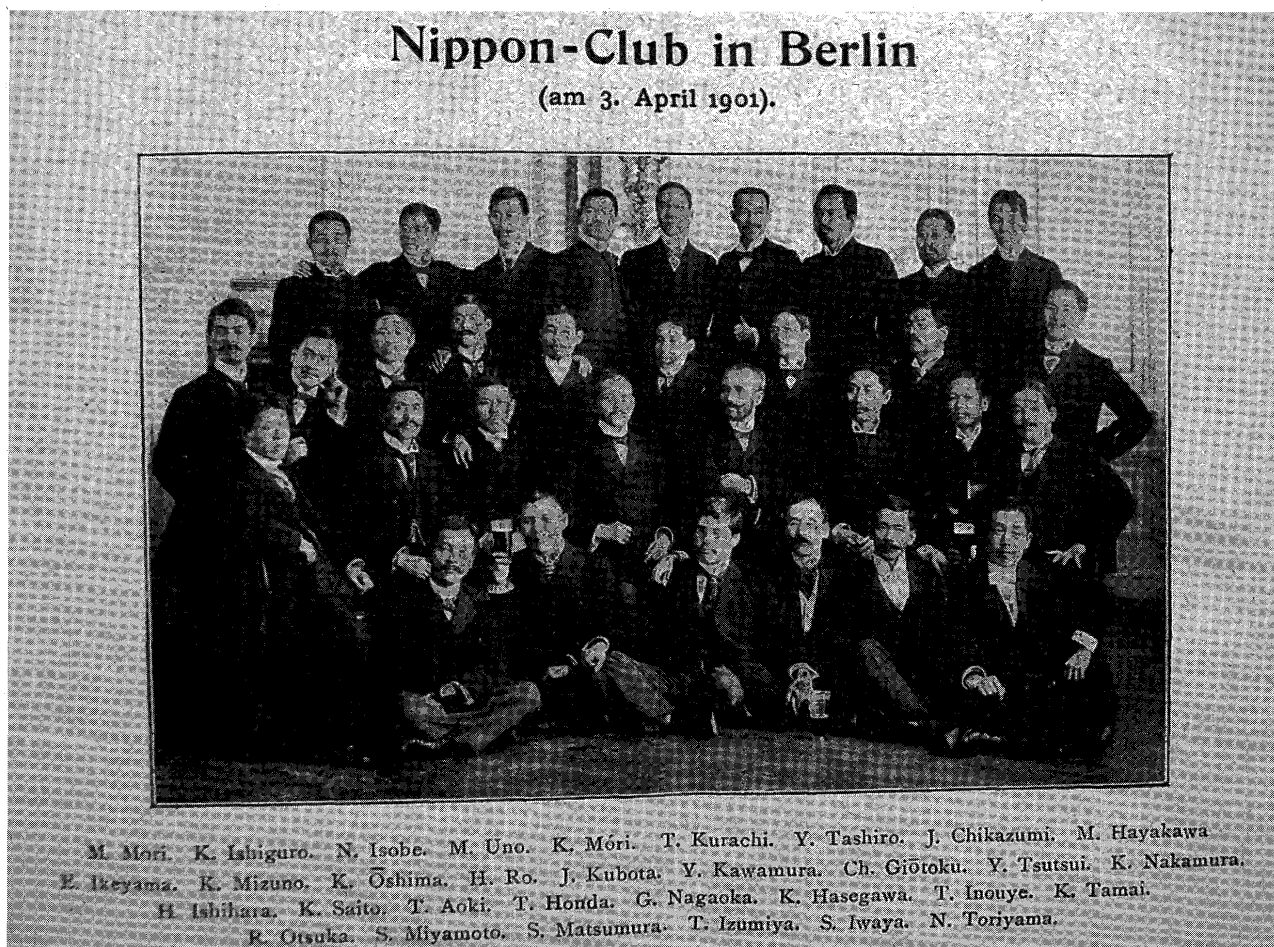 Nippon-Club in Berlin
(am 3. April 1901).
M. Mori. K. Ishiguro. N. Isobe. M. Uno. K. Móri. T. Kurachi. Y. Tashiro. J. Chikazumi. M. Hayakawa
E. Ikeyama. K. Mizuno. K. Ōshima. H. Ro. J. Kubota. Y. Kawamura. Ch. Giōtoku. Y. Tsutsui. K. Nakamura.
H. Ishihara. K. Saito. T. Aoki. T. Honda. G. Nagaoka. K. Hasegawa. T. Inouye. K. Tamai.
R. Otsuka. S. Miyamoto. S. Matsumura. T. Izumiya. S. Iwaya. N. Toriyama.